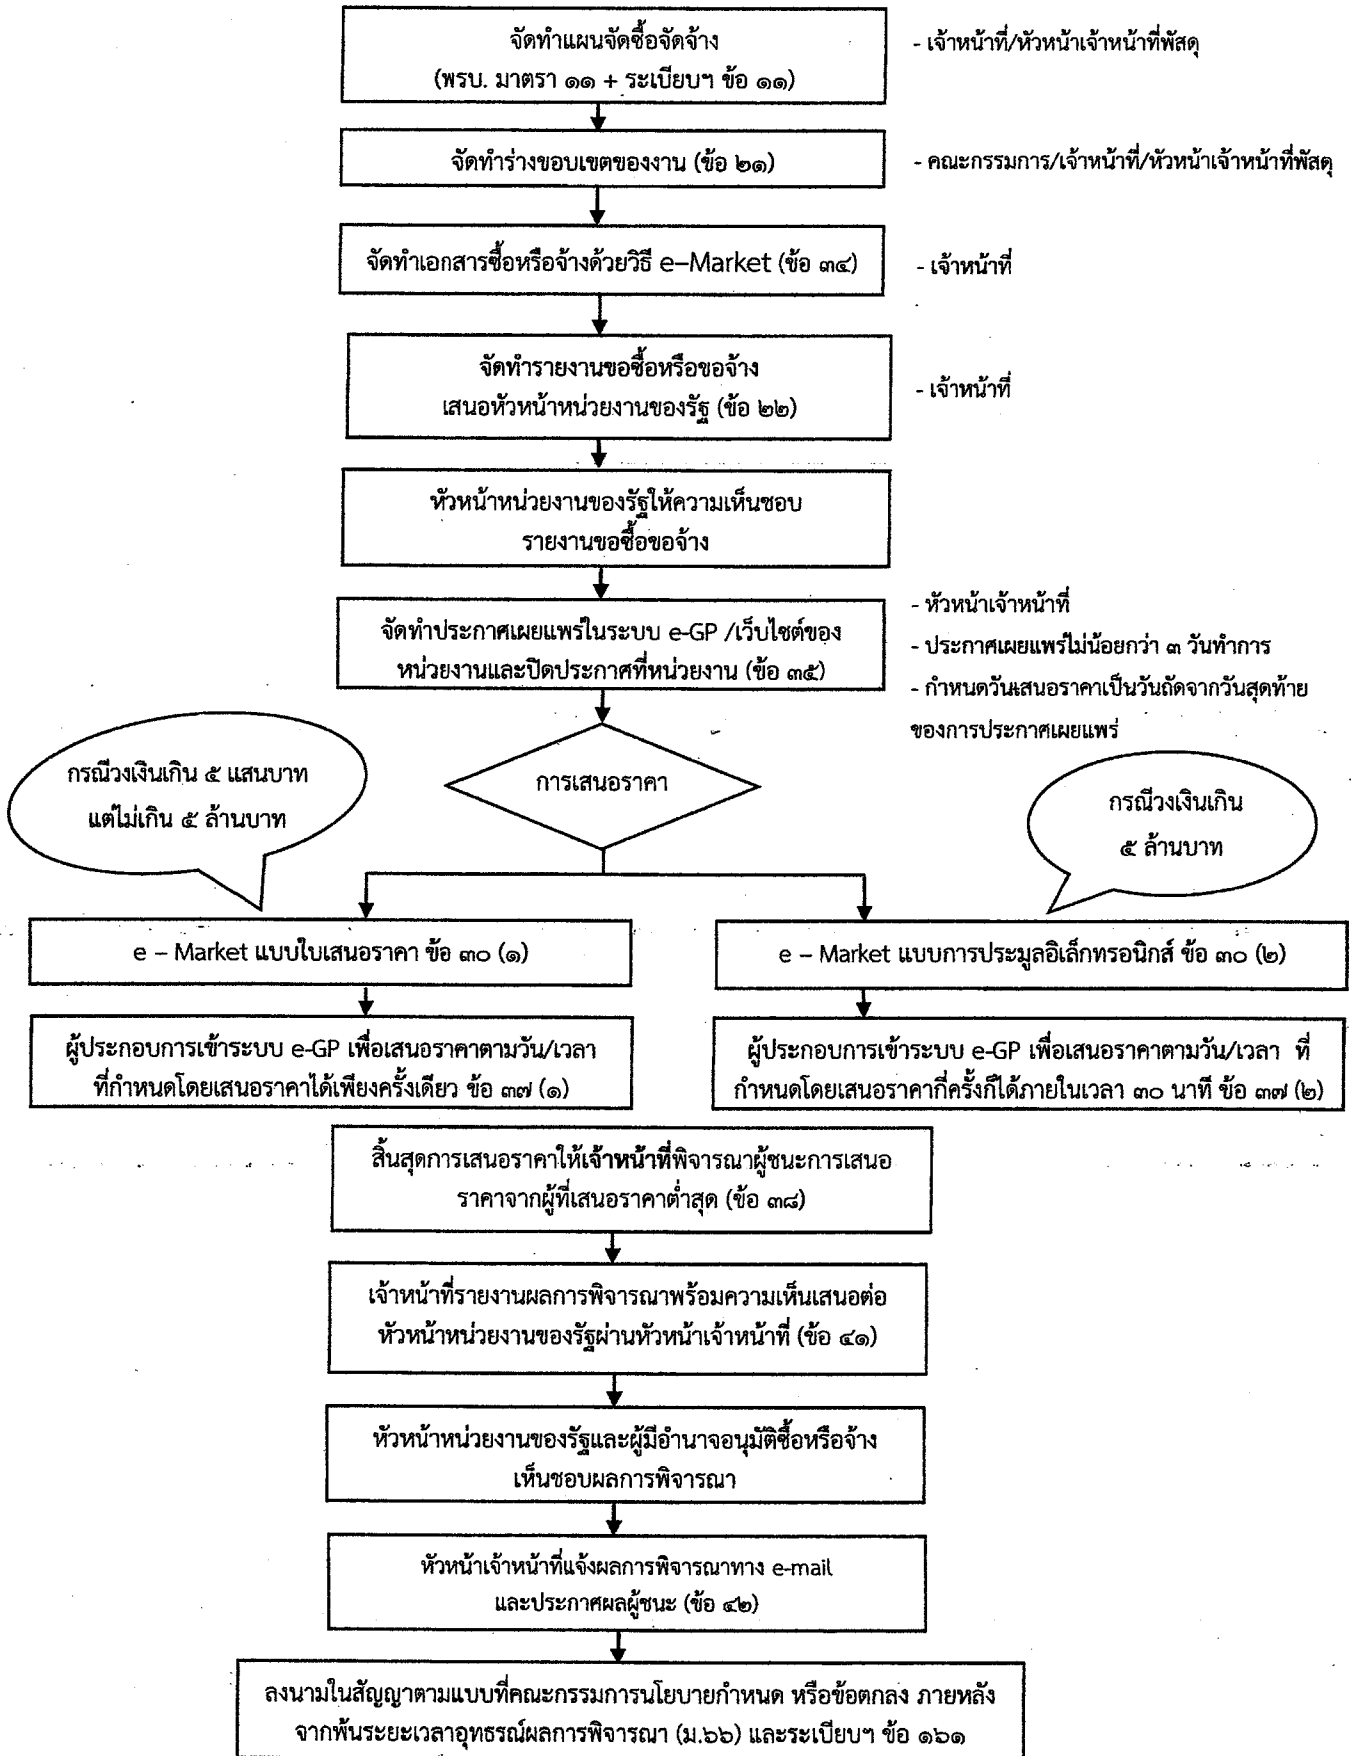 จัดทำแผนจัดซื้อจัดจ้าง
(พรบ. มาตรา ๑๑ + ระเบียบฯ ข้อ ๑๑)
- เจ้าหน้าที่/หัวหน้าเจ้าหน้าที่พัสดุ
จัดทำร่างขอบเขตของงาน (ข้อ ๒๑)
- คณะกรรมการ/เจ้าหน้าที่/หัวหน้าเจ้าหน้าที่พัสดุ
จัดทำเอกสารซื้อหรือจ้างด้วยวิธี e–Market (ข้อ ๓๔)
- เจ้าหน้าที่
จัดทำรายงานขอซื้อหรือขอจ้าง
เสนอหัวหน้าหน่วยงานของรัฐ (ข้อ ๒๒)
- เจ้าหน้าที่
หัวหน้าหน่วยงานของรัฐให้ความเห็นชอบ
รายงานขอซื้อขอจ้าง
จัดทำประกาศเผยแพร่ในระบบ e-GP /เว็บไซต์ของ
หน่วยงานและปิดประกาศที่หน่วยงาน (ข้อ ๓๕)
- หัวหน้าเจ้าหน้าที่
- ประกาศเผยแพร่ไม่น้อยกว่า ๓ วันทำการ
- กำหนดวันเสนอราคาเป็นวันถัดจากวันสุดท้าย
ของการประกาศเผยแพร่
การเสนอราคา
กรณีวงเงินเกิน ๕ แสนบาท
แต่ไม่เกิน ๕ ล้านบาท
กรณีวงเงินเกิน
๕ ล้านบาท
e – Market แบบใบเสนอราคา ข้อ ๓๐ (๑)
e – Market แบบการประมูลอิเล็กทรอนิกส์ ข้อ ๓๐ (๒)
ผู้ประกอบการเข้าระบบ e-GP เพื่อเสนอราคาตามวัน/เวลา
ที่กำหนดโดยเสนอราคาได้เพียงครั้งเดียว ข้อ ๓๗ (๑)
ผู้ประกอบการเข้าระบบ e-GP เพื่อเสนอราคาตามวัน/เวลา ที่
กำหนดโดยเสนอราคากี่ครั้งก็ได้ภายในเวลา ๓๐ นาที ข้อ ๓๗ (๒)
สิ้นสุดการเสนอราคาให้เจ้าหน้าที่พิจารณาผู้ชนะการเสนอ
ราคาจากผู้ที่เสนอราคาต่ำสุด (ข้อ ๓๘)
เจ้าหน้าที่รายงานผลการพิจารณาพร้อมความเห็นเสนอต่อ
หัวหน้าหน่วยงานของรัฐผ่านหัวหน้าเจ้าหน้าที่ (ข้อ ๔๑)
หัวหน้าหน่วยงานของรัฐและผู้มีอำนาจอนุมัติซื้อหรือจ้าง
เห็นชอบผลการพิจารณา
หัวหน้าเจ้าหน้าที่แจ้งผลการพิจารณาทาง e-mail
และประกาศผลผู้ชนะ (ข้อ ๔๒)
ลงนามในสัญญาตามแบบที่คณะกรรมการนโยบายกำหนด หรือข้อตกลง ภายหลัง
จากพ้นระยะเวลาอุทธรณ์ผลการพิจารณา (ม.๖๖) และระเบียบฯ ข้อ ๑๖๑